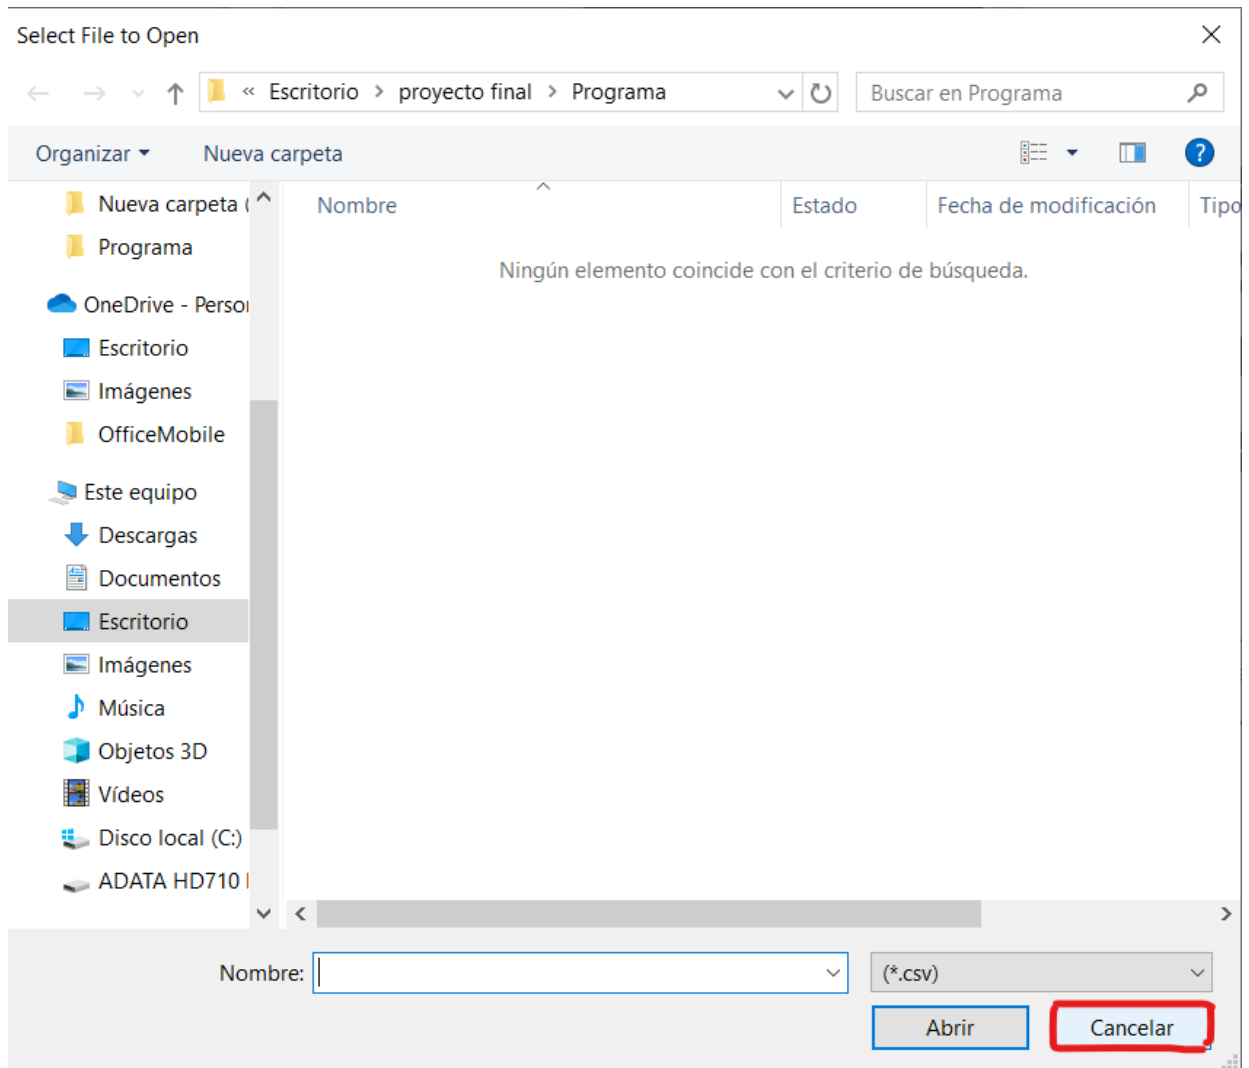 Select File to Open
« Escritorio > proyecto final > Programa
Buscar en Programa
Organizar
Nueva carpeta
Nueva carpeta (
Programa
OneDrive - Person
Escritorio
Imágenes
OfficeMobile
Este equipo
Descargas
Documentos
Escritorio
Imágenes
Música
Objetos 3D
Vídeos
Disco local (C:)
ADATA HD710
Nombre
Estado
Fecha de modificación
Tipo
Ningún elemento coincide con el criterio de búsqueda.
Nombre:
(*.csv)
Abrir
Cancelar